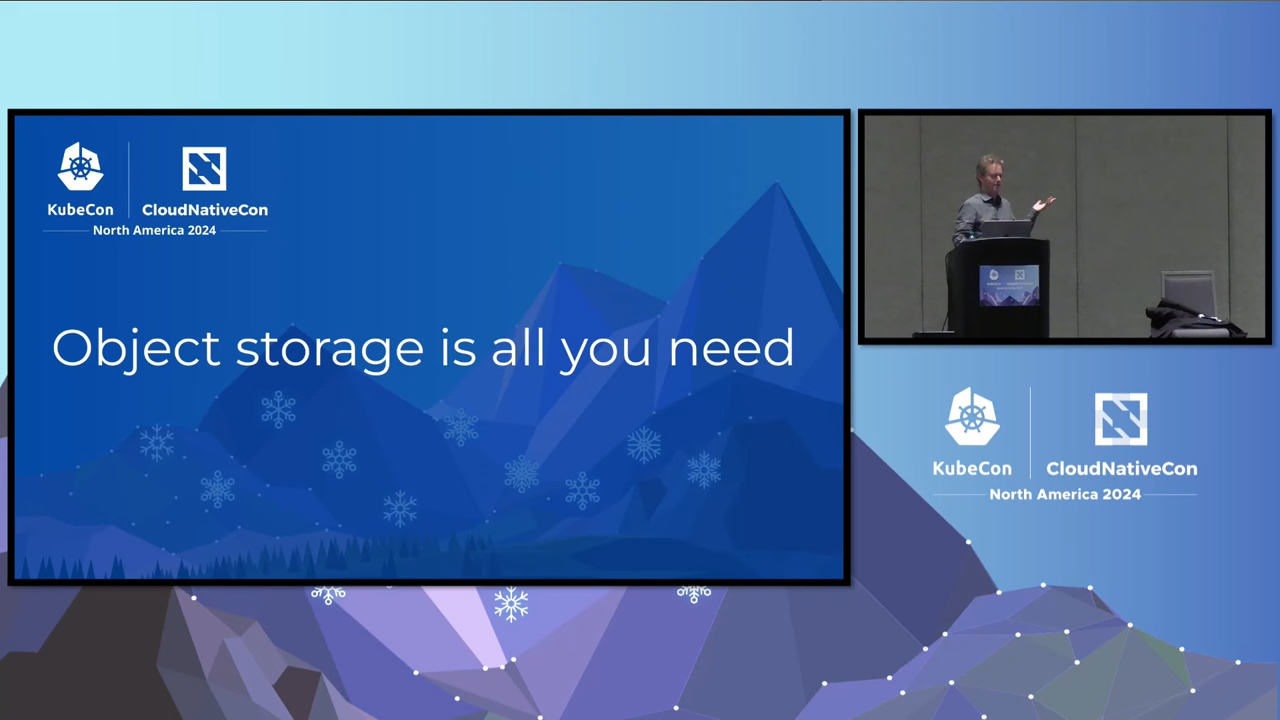 KubeCon
CloudNativeCon
North America 2024
Object storage is all you need
KubeCon
CloudNativeCon
North America 2024